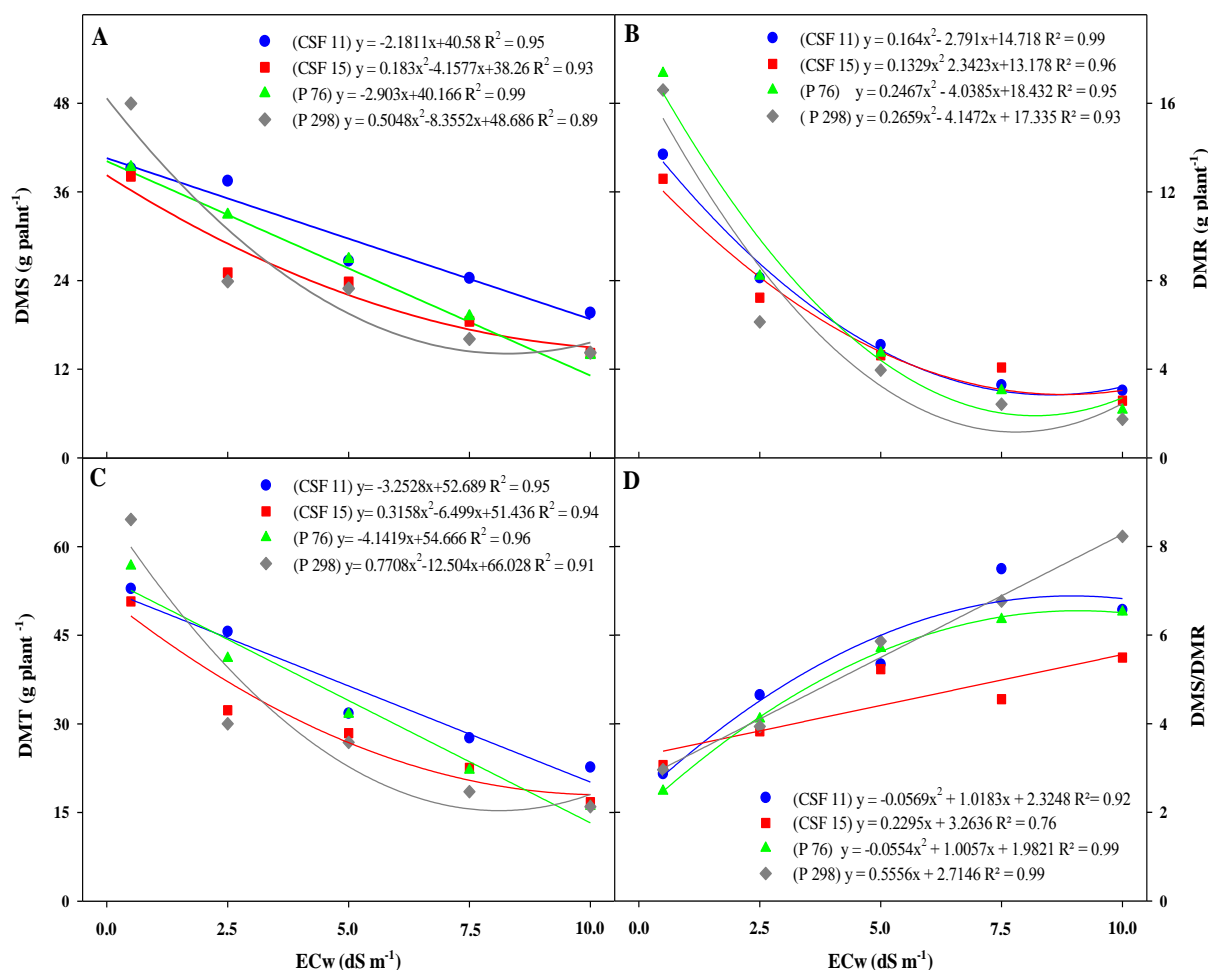 A
(CSF 11) y = -2.1811x+40.58 R² = 0.95
(CSF 15) y = 0.183x²-4.1577x+38.26 R² = 0.93
(P 76) y = -2.903x+40.166 R² = 0.99
(P 298) y = 0.5048x²-8.3552x+48.686 R² = 0.89
48
36
24
12
0
DMS (g palnt⁻¹)
B
(CSF 11) y = 0.164x²- 2.791x+14.718 R² = 0.99
(CSF 15) y = 0.1329x² 2.3423x+13.178 R² = 0.96
(P 76) y = 0.2467x² - 4.0385x+18.432 R² = 0.95
( P 298) y = 0.2659x²- 4.1472x + 17.335 R² = 0.93
16
12
8
4
0
DMR (g plant⁻¹)
C
(CSF 11) y= -3.2528x+52.689 R² = 0.95
(CSF 15) y= 0.3158x²-6.499x+51.436 R² = 0.94
(P 76) y= -4.1419x+54.666 R² = 0.96
(P 298) y= 0.7708x²-12.504x+66.028 R² = 0.91
60
45
30
15
0
DMT (g plant ⁻¹)
0.0 2.5 5.0 7.5 10.0
ECw (dS m⁻¹)
D
(CSF 11) y = -0.0569x² + 1.0183x + 2.3248 R²= 0.92
(CSF 15) y = 0.2295x + 3.2636 R² = 0.76
(P 76) y = -0.0554x² + 1.0057x + 1.9821 R² = 0.99
(P 298) y = 0.5556x + 2.7146 R² = 0.99
8
6
4
2
0
DMS/DMR
0.0 2.5 5.0 7.5 10.0
ECw (dS m⁻¹)